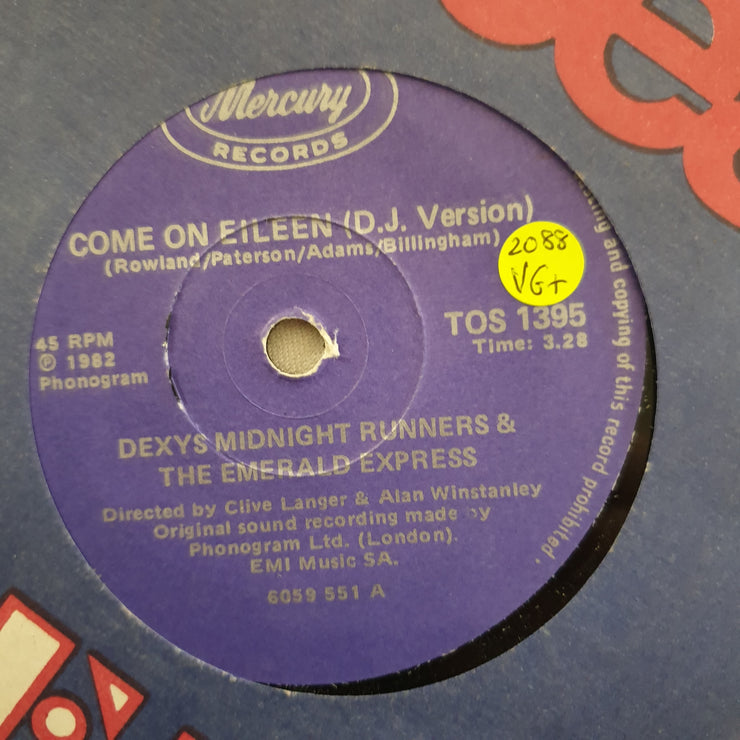 Mercury
RECORDS
COME ON EILEEN (D.J. Version)
(Rowland/Paterson/Adams/Billingham)
2088
VG+
45 RPM
℗ 1982
Phonogram
TOS 1395
Time: 3.28
DEXYS MIDNIGHT RUNNERS &
THE EMERALD EXPRESS
Directed by Clive Langer & Alan Winstanley
Original sound recording made by
Phonogram Ltd. (London).
EMI Music SA.
6059 551 A
and copying of this record prohibited.